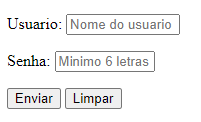 Usuario: Nome do usuario
Senha: Minimo 6 letras
Enviar Limpar